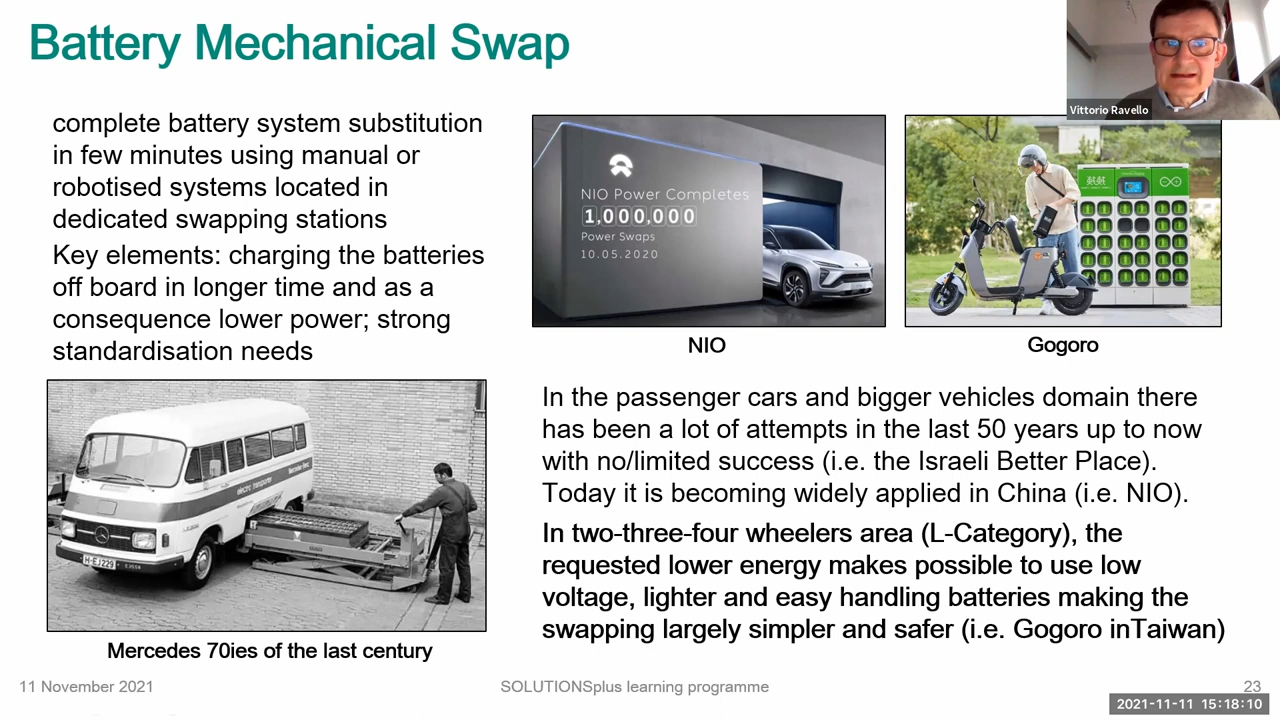 Battery Mechanical Swap
Vittorio Ravello
complete battery system substitution
in few minutes using manual or
robotised systems located in
dedicated swapping stations
Key elements: charging the batteries
off board in longer time and as a
consequence lower power; strong
standardisation needs
NIO Power Completes
1,000,000
Power Swaps
10.05.2020
NIO
Gogoro
electric transporter
H-EJ229
Mercedes 70ies of the last century
In the passenger cars and bigger vehicles domain there
has been a lot of attempts in the last 50 years up to now
with no/limited success (i.e. the Israeli Better Place).
Today it is becoming widely applied in China (i.e. NIO).
In two-three-four wheelers area (L-Category), the
requested lower energy makes possible to use low
voltage, lighter and easy handling batteries making the
swapping largely simpler and safer (i.e. Gogoro inTaiwan)
11 November 2021
SOLUTIONSplus learning programme
23
2021-11-11 15:18:10